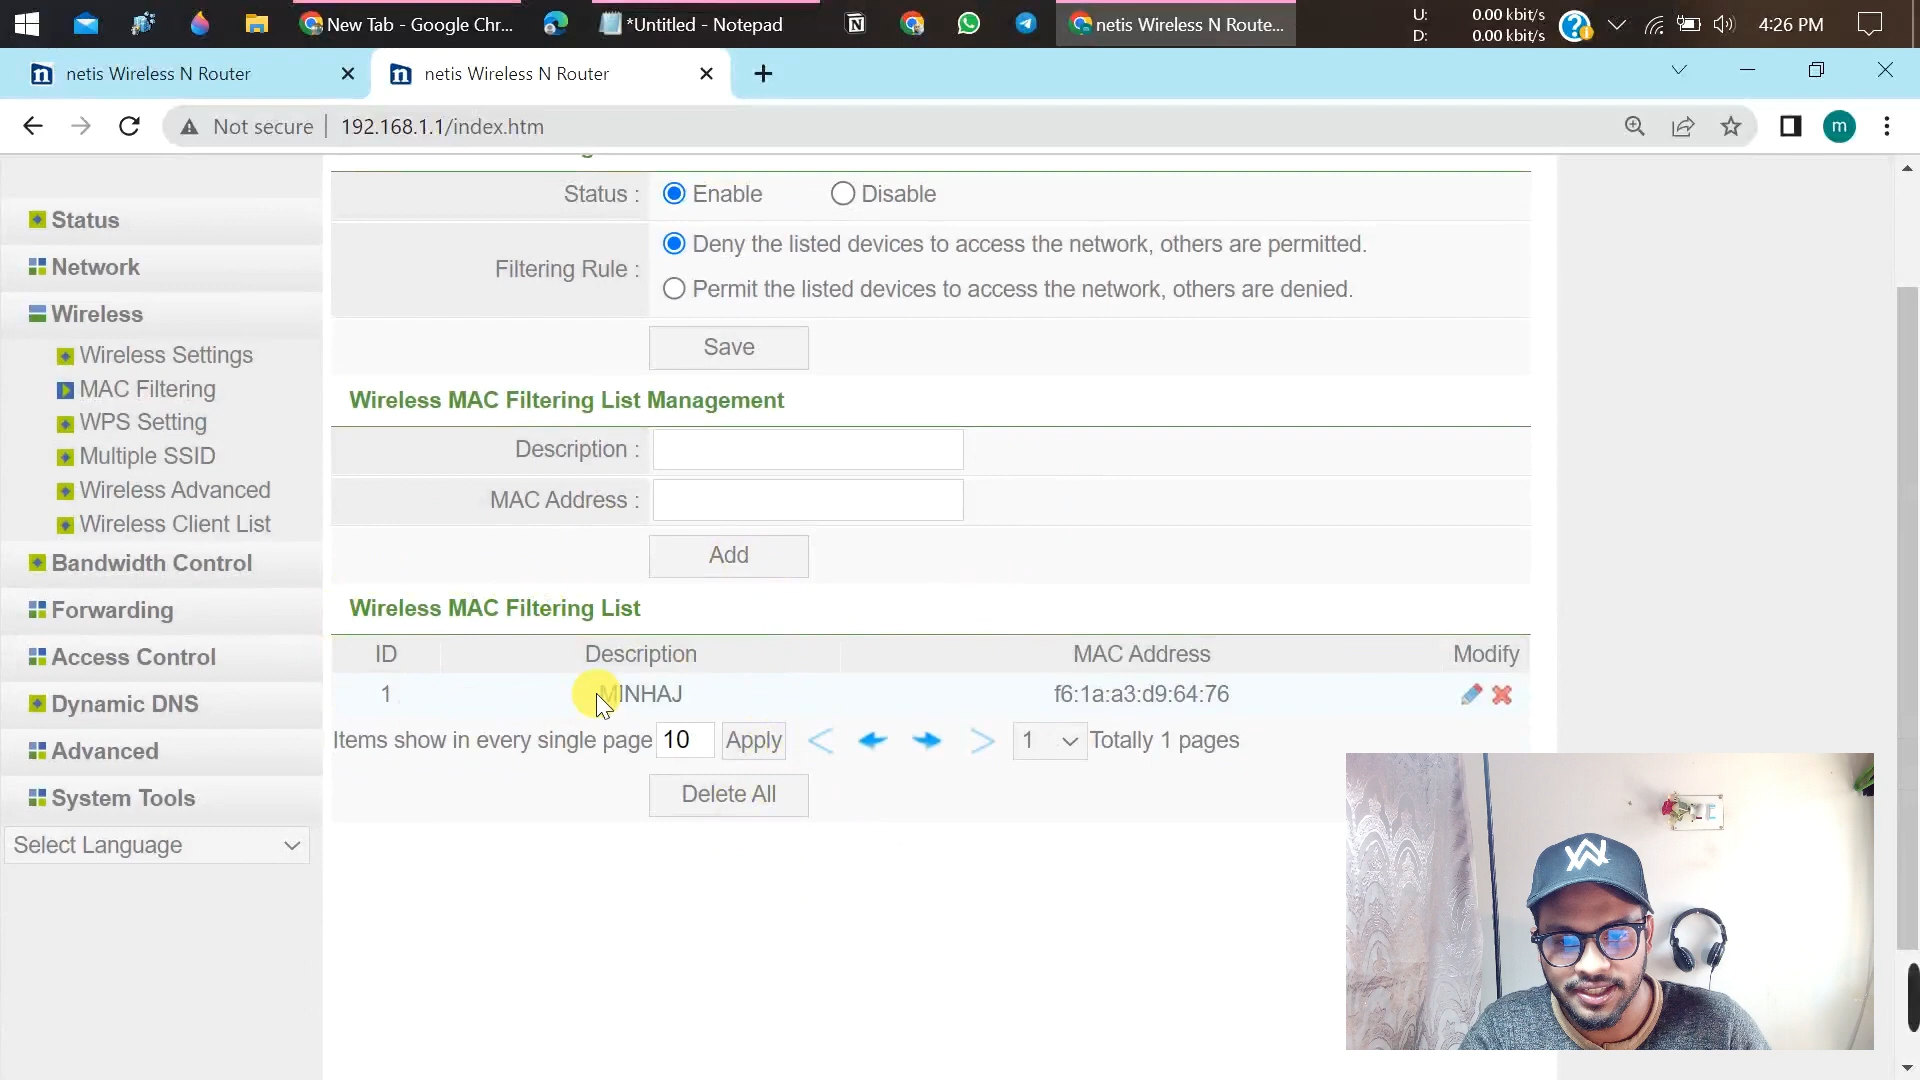 New Tab - Google Chr...
*Untitled - Notepad
netis Wireless N Route...
U: 0.00 kbit/s
D: 0.00 kbit/s
4:26 PM
netis Wireless N Router
netis Wireless N Router
Not secure
192.168.1.1/index.htm
m
Status
Network
Wireless
Wireless Settings
MAC Filtering
WPS Setting
Multiple SSID
Wireless Advanced
Wireless Client List
Bandwidth Control
Forwarding
Access Control
Dynamic DNS
Advanced
System Tools
Select Language
Status : Enable Disable
Filtering Rule :
Deny the listed devices to access the network, others are permitted.
Permit the listed devices to access the network, others are denied.
Save
Wireless MAC Filtering List Management
Description :
MAC Address :
Add
Wireless MAC Filtering List
ID Description MAC Address Modify
1 MINHAJ f6:1a:a3:d9:64:76
Items show in every single page 10 Apply 1 Totally 1 pages
Delete All